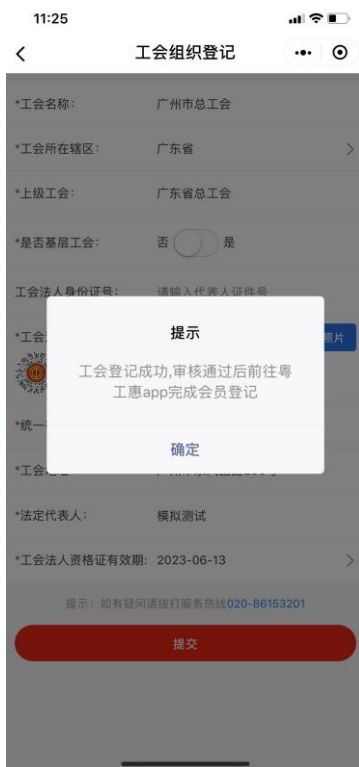 11:25
工会组织登记
*工会名称: 广州市总工会
*工会所在辖区: 广东省
*上级工会: 广东省总工会
*是否基层工会: 否 是
工会法人身份证号: 请输入代表人证件号
*工会 照片
提示
工会登记成功,审核通过后前往粤
工惠app完成会员登记
确定
*统一
*工会
*法定代表人: 模拟测试
*工会法人资格证有效期: 2023-06-13
提示: 如有疑问请拨打服务热线020-86153201
提交